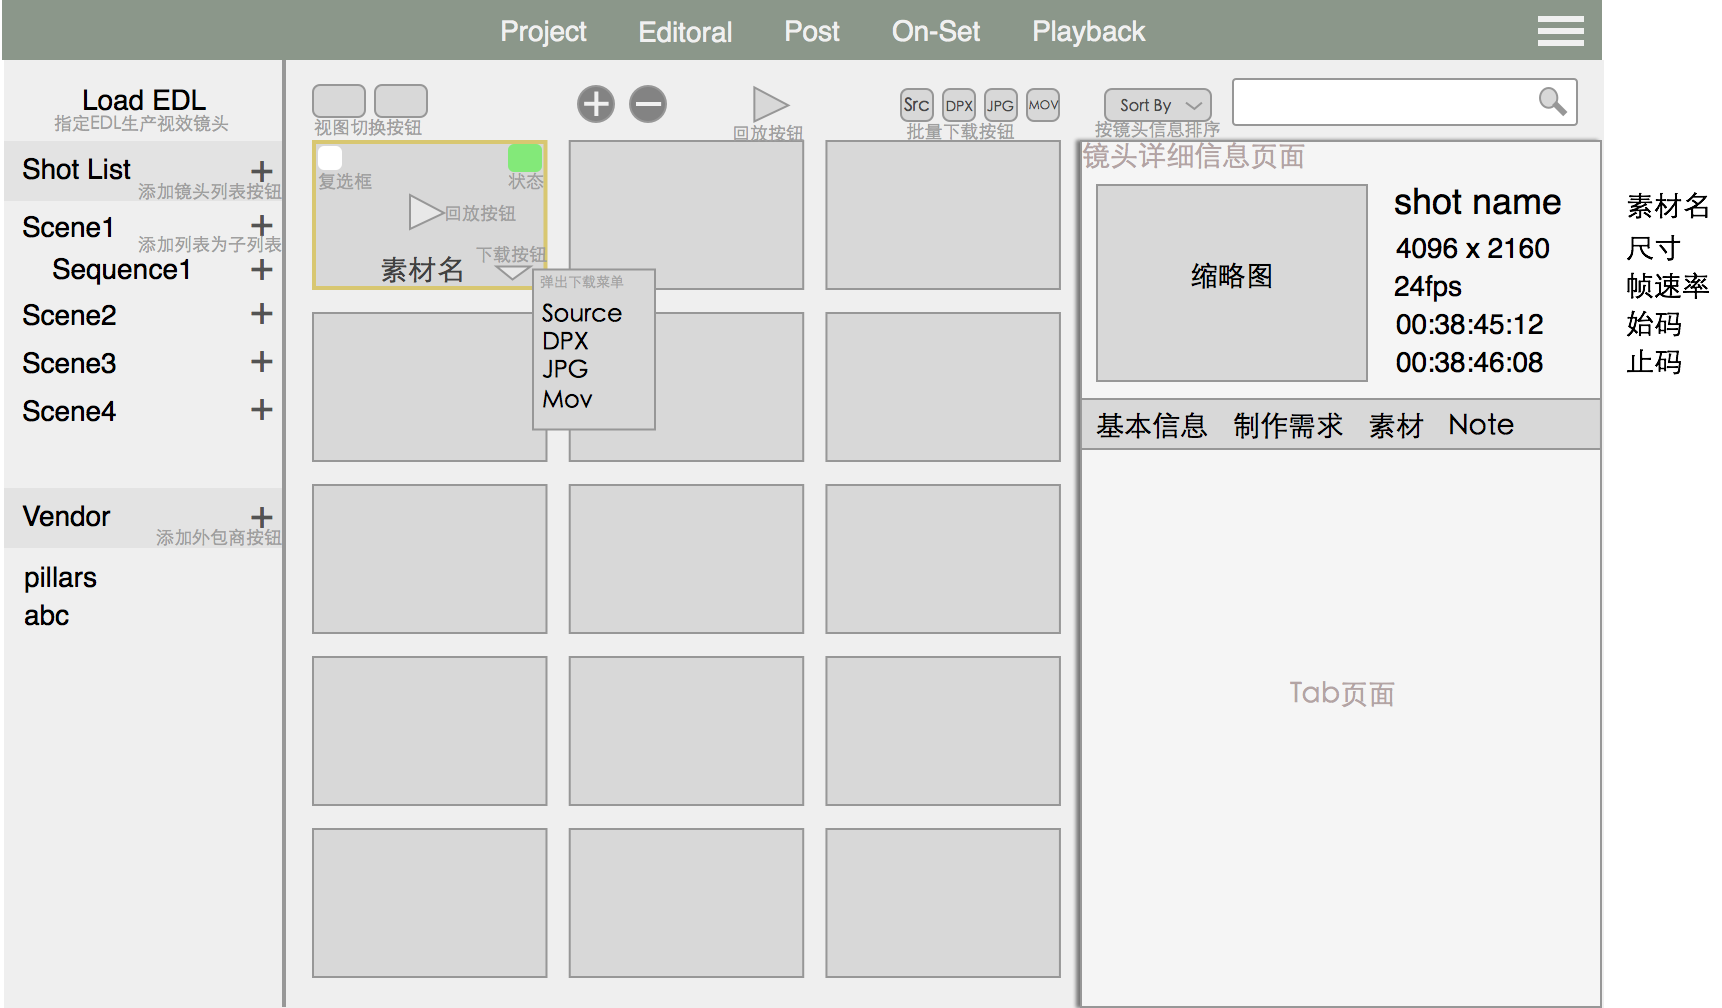 Project Editoral Post On-Set Playback
Load EDL
指定EDL生产视效镜头
Shot List
添加镜头列表按钮
Scene1
添加列表为子列表
Sequence1
Scene2
Scene3
Scene4
Vendor
添加外包商按钮
pillars
abc
视图切换按钮
回放按钮
Src DPX JPG MOV
批量下载按钮
Sort By
按镜头信息排序
复选框
状态
回放按钮
下载按钮
素材名
弹出下载菜单
Source
DPX
JPG
Mov
镜头详细信息页面
缩略图
shot name
4096 x 2160
24fps
00:38:45:12
00:38:46:08
素材名
尺寸
帧速率
始码
止码
基本信息 制作需求 素材 Note
Tab页面